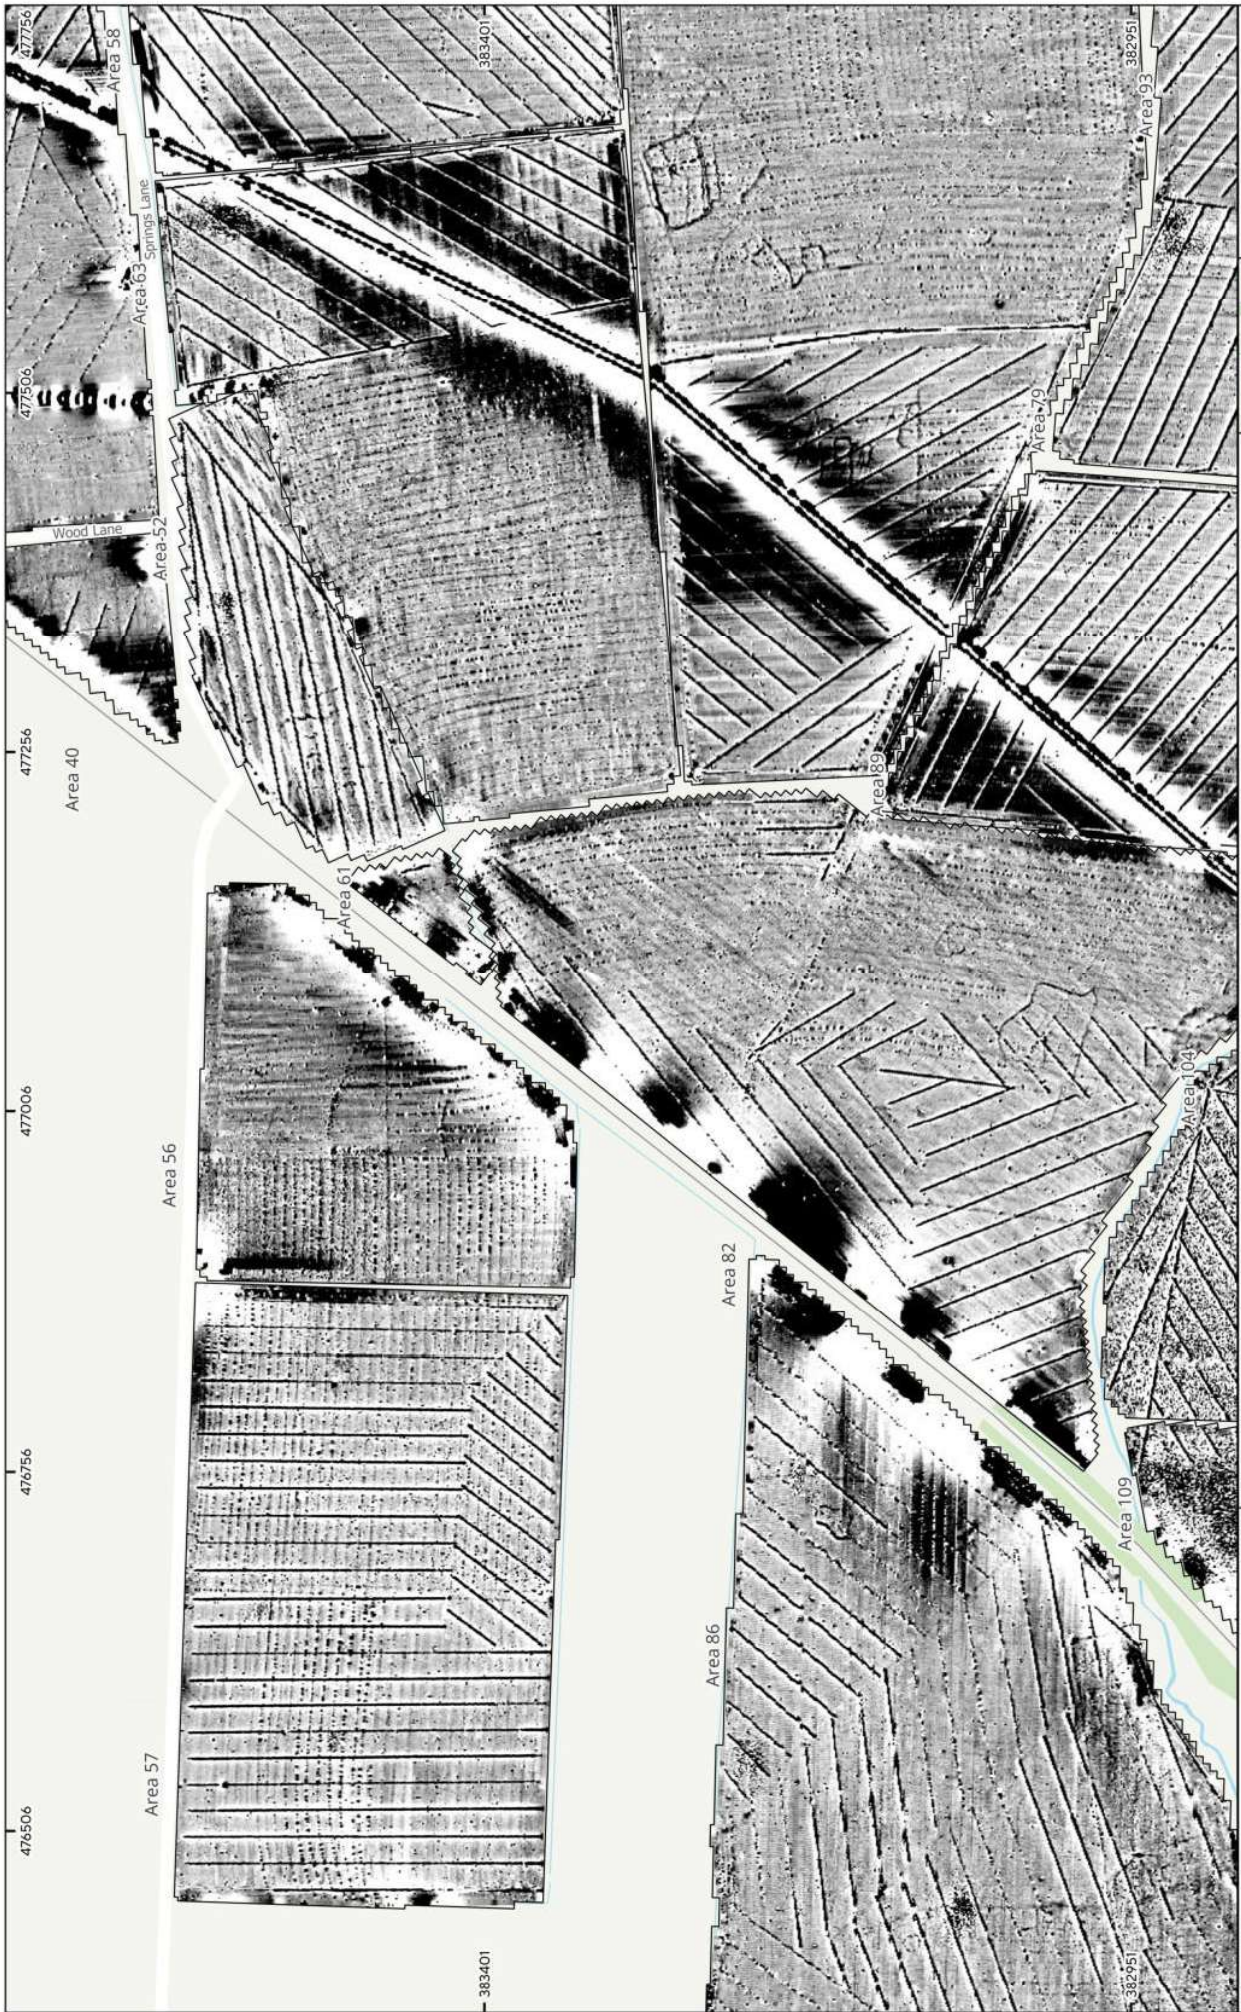 477756
Area 58
383401
382951
Area 93
Springs Lane
Area 63
477506
Area 79
Wood Lane
Area 52
477256
Area 40
Area 89
Area 61
477006
Area 104
Area 56
Area 82
476756
Area 109
Area 86
Area 57
476506
383401
382951